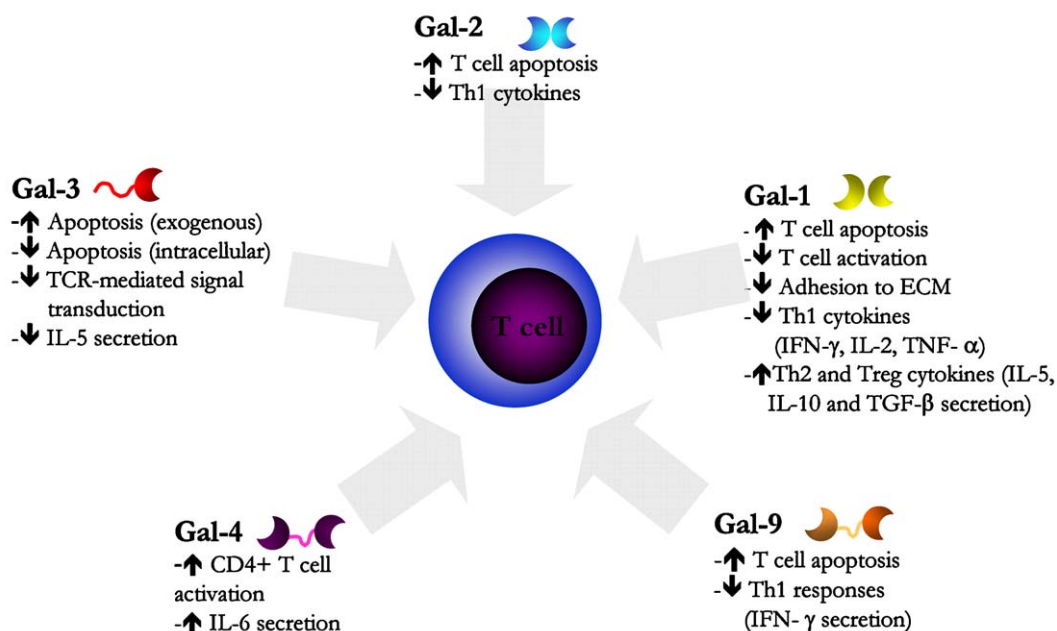 Gal-2
-↑ T cell apoptosis
-↓ Th1 cytokines
Gal-3
-↑ Apoptosis (exogenous)
-↓ Apoptosis (intracellular)
-↓ TCR-mediated signal
transduction
-↓ IL-5 secretion
Gal-1
- ↑ T cell apoptosis
-↓ T cell activation
-↓ Adhesion to ECM
-↓ Th1 cytokines
(IFN-γ, IL-2, TNF- α)
-↑Th2 and Treg cytokines (IL-5,
IL-10 and TGF-β secretion)
T cell
Gal-4
-↑ CD4+ T cell
activation
-↑ IL-6 secretion
Gal-9
-↑ T cell apoptosis
-↓ Th1 responses
(IFN- γ secretion)